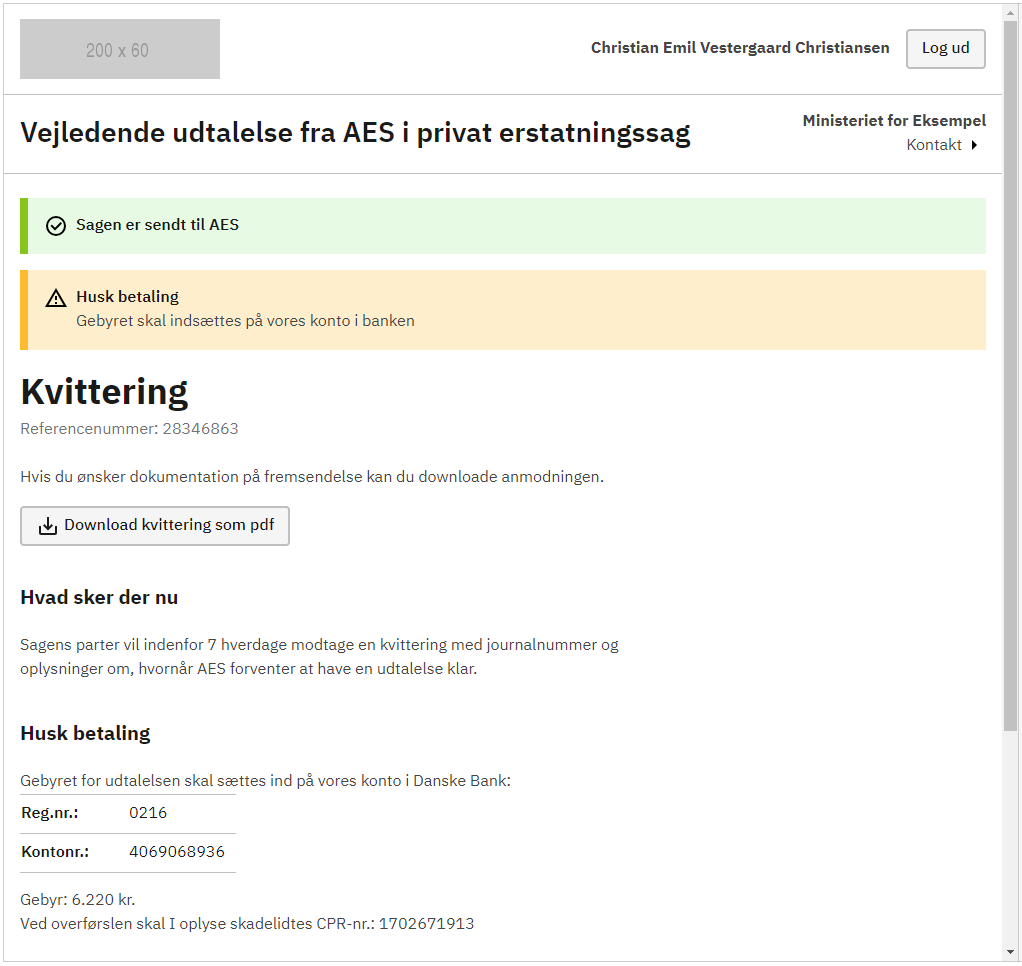 200 x 60
Christian Emil Vestergaard Christiansen
Log ud
Vejledende udtalelse fra AES i privat erstatningssag
Ministeriet for Eksempel
Kontakt
Sagen er sendt til AES
Husk betaling
Gebyret skal indsættes på vores konto i banken
Kvittering
Referencenummer: 28346863
Hvis du ønsker dokumentation på fremsendelse kan du downloade anmodningen.
Download kvittering som pdf
Hvad sker der nu
Sagens parter vil indenfor 7 hverdage modtage en kvittering med journalnummer og
oplysninger om, hvornår AES forventer at have en udtalelse klar.
Husk betaling
Gebyret for udtalelsen skal sættes ind på vores konto i Danske Bank:
Reg.nr.: 0216
Kontonr.: 4069068936
Gebyr: 6.220 kr.
Ved overførslen skal I oplyse skadelidtes CPR-nr.: 1702671913